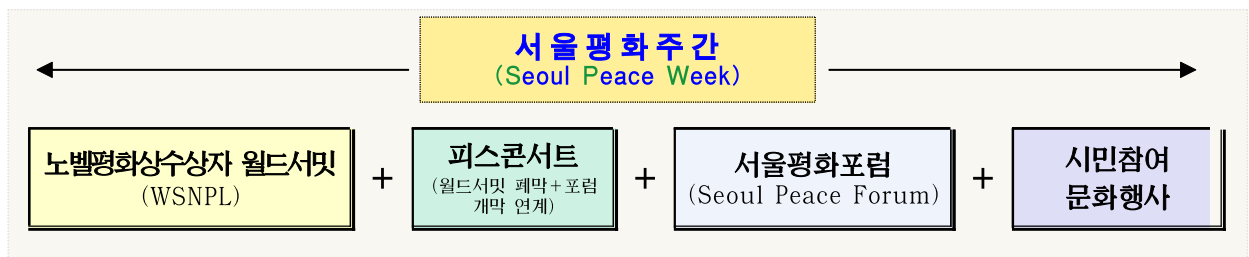 서울평화주간
(Seoul Peace Week)
노벨평화상수상자 월드서밋
(WSNPL)
+
피스콘서트
(월드서밋 폐막+포럼
개막 연계)
+
서울평화포럼
(Seoul Peace Forum)
+
시민참여
문화행사